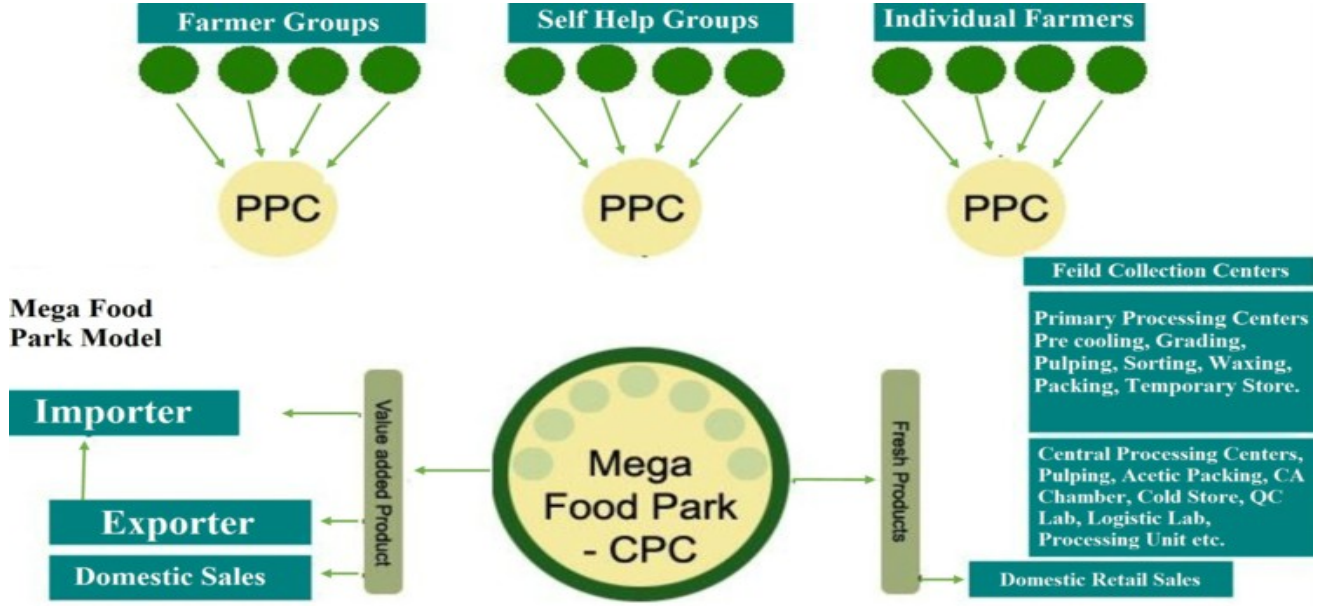 Farmer Groups
Self Help Groups
Individual Farmers
PPC
PPC
PPC
Mega Food
Park Model
Feild Collection Centers
Primary Processing Centers
Pre cooling, Grading,
Pulping, Sorting, Waxing,
Packing, Temporary Store.
Importer
Exporter
Domestic Sales
Value added Product
Mega
Food Park
- CPC
Fresh Products
Central Processing Centers,
Pulping, Acetic Packing, CA
Chamber, Cold Store, QC
Lab, Logistic Lab,
Processing Unit etc.
Domestic Retail Sales